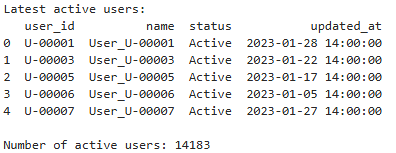 Latest active users:
user_id name status updated_at
0 U-00001 User_U-00001 Active 2023-01-28 14:00:00
1 U-00003 User_U-00003 Active 2023-01-22 14:00:00
2 U-00005 User_U-00005 Active 2023-01-17 14:00:00
3 U-00006 User_U-00006 Active 2023-01-05 14:00:00
4 U-00007 User_U-00007 Active 2023-01-27 14:00:00
Number of active users: 14183